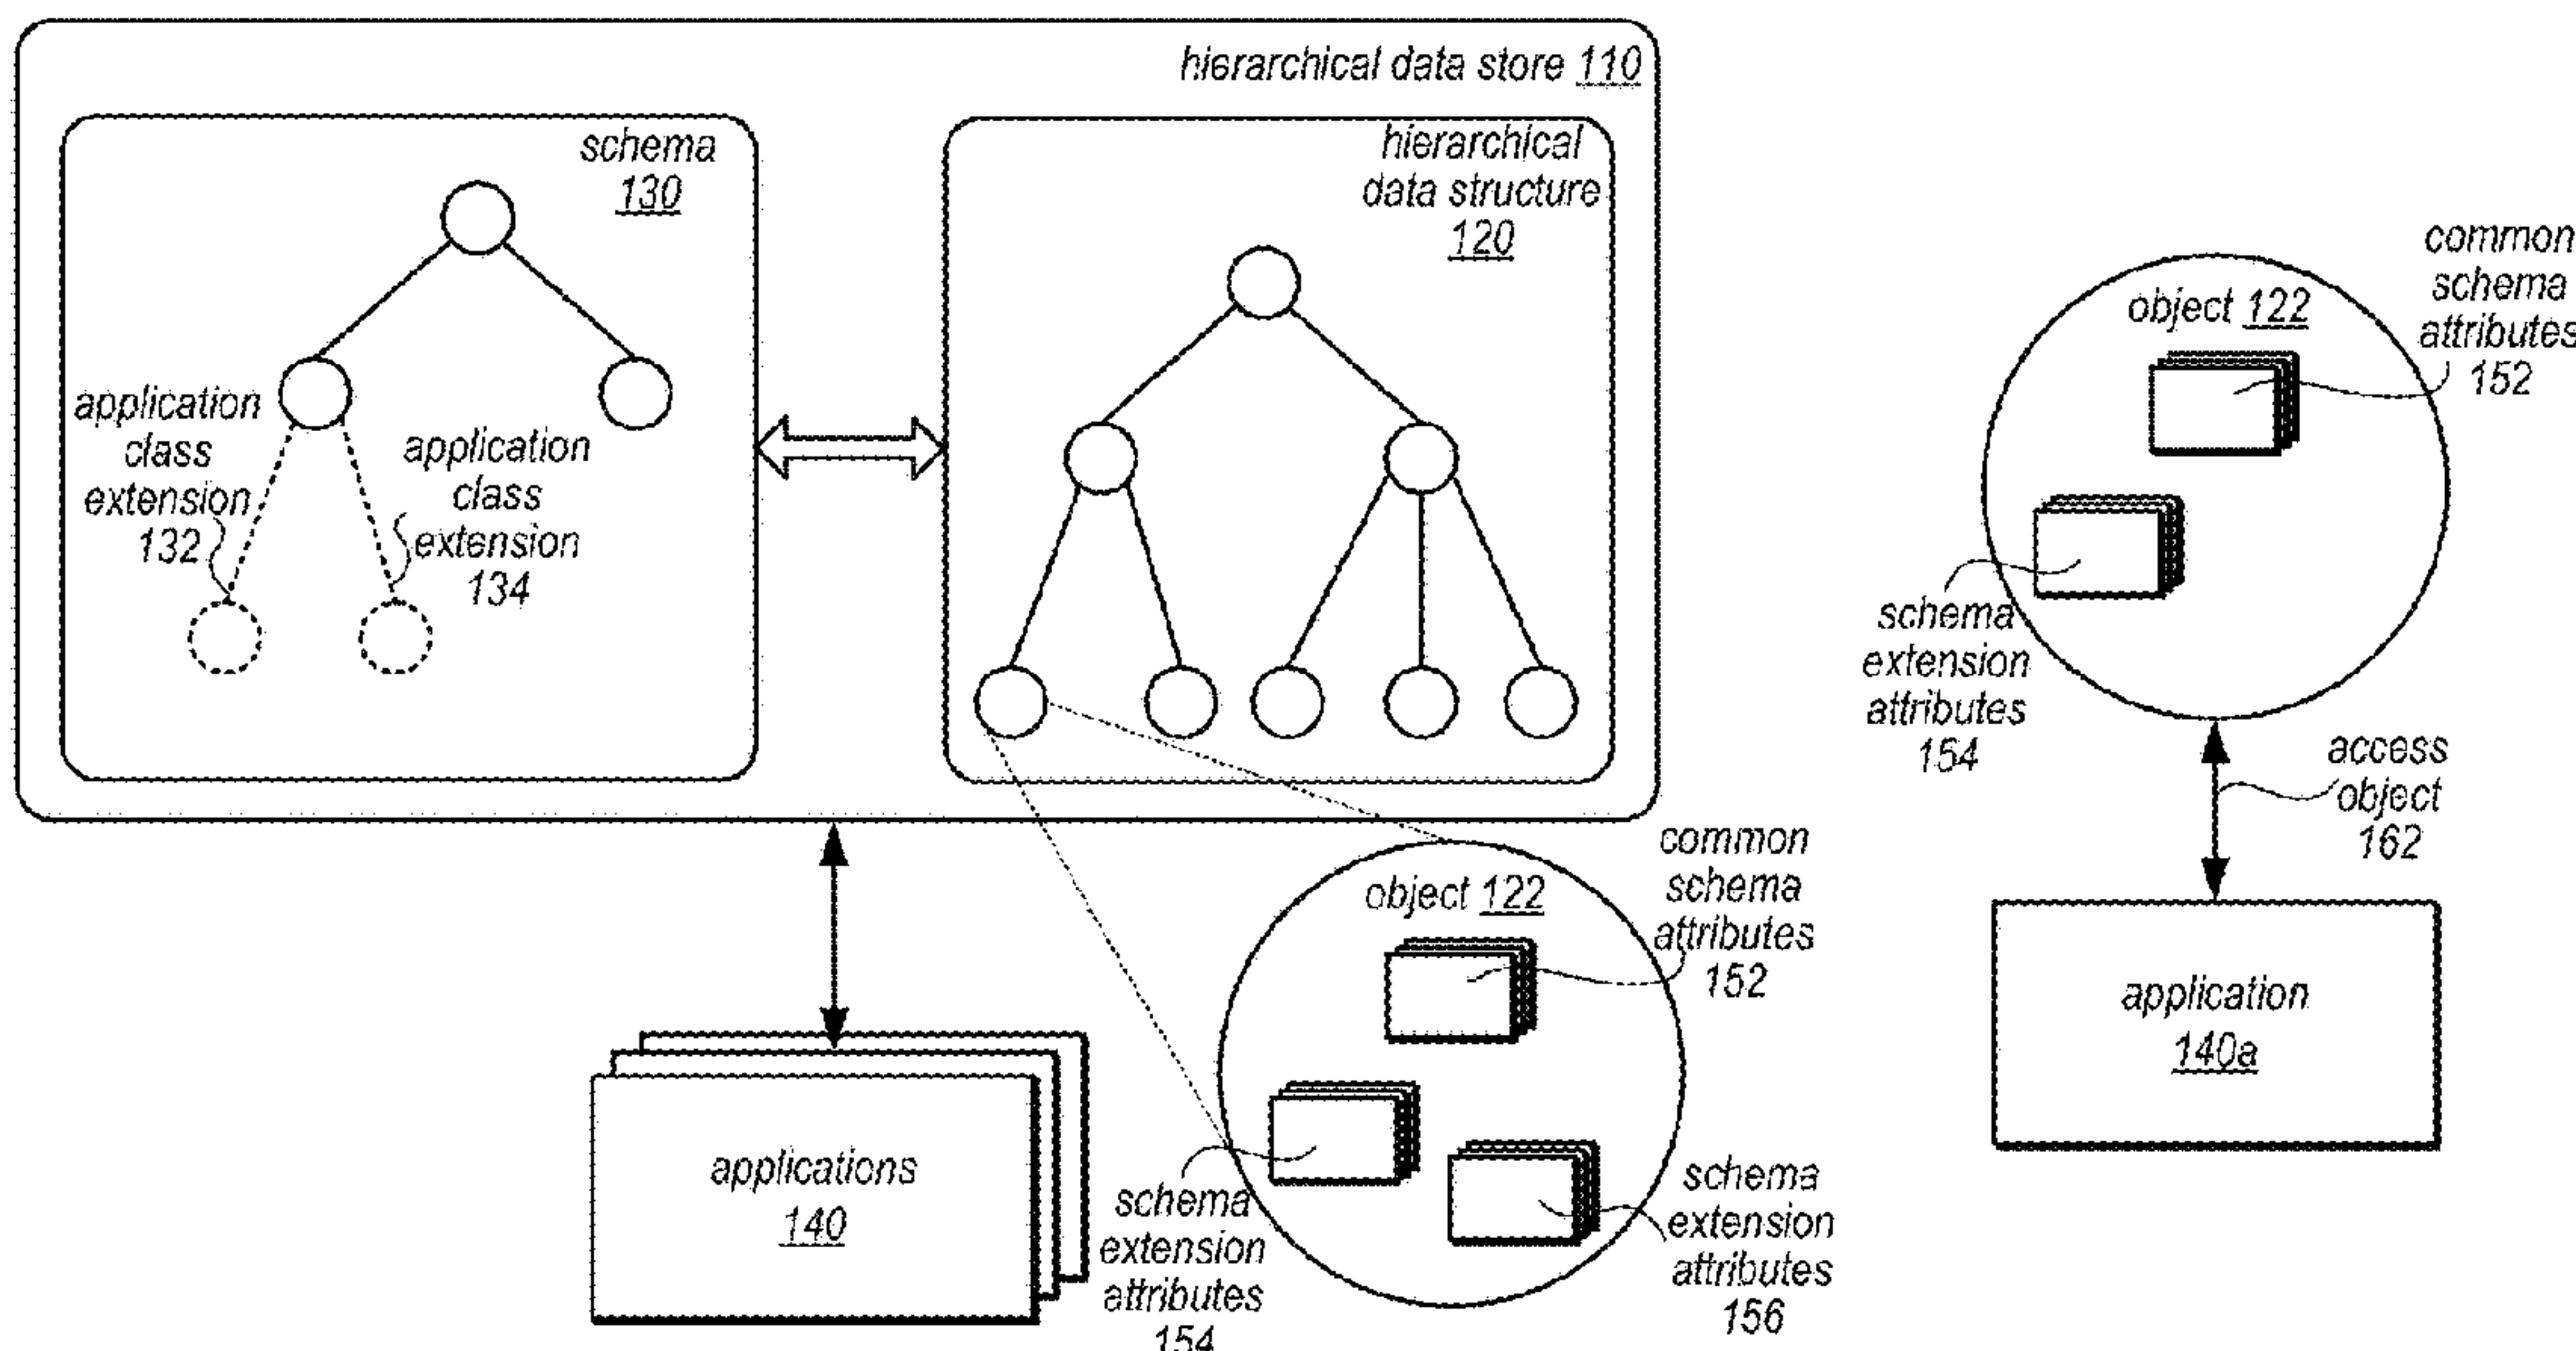 hierarchical data store 110
schema
130
hierarchical
data structure
120
application
class
extension
132
application
class
extension
134
common
schema
attributes
152
object 122
schema
extension
attributes
154
access
object
162
application
140a
common
schema
attributes
152
object 122
schema
extension
attributes
154
schema
extension
attributes
156
applications
140